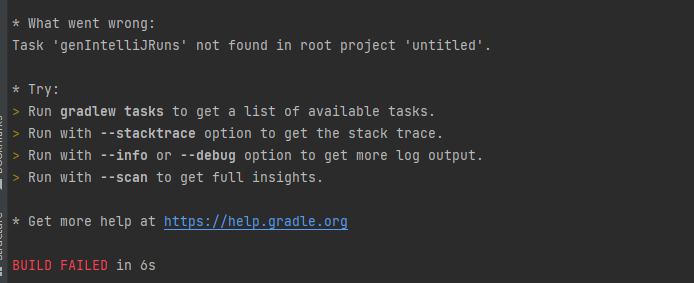 * What went wrong:
Task 'genIntelliJRuns' not found in root project 'untitled'.
* Try:
> Run gradlew tasks to get a list of available tasks.
> Run with --stacktrace option to get the stack trace.
> Run with --info or --debug option to get more log output.
> Run with --scan to get full insights.
* Get more help at https://help.gradle.org
BUILD FAILED in 6s